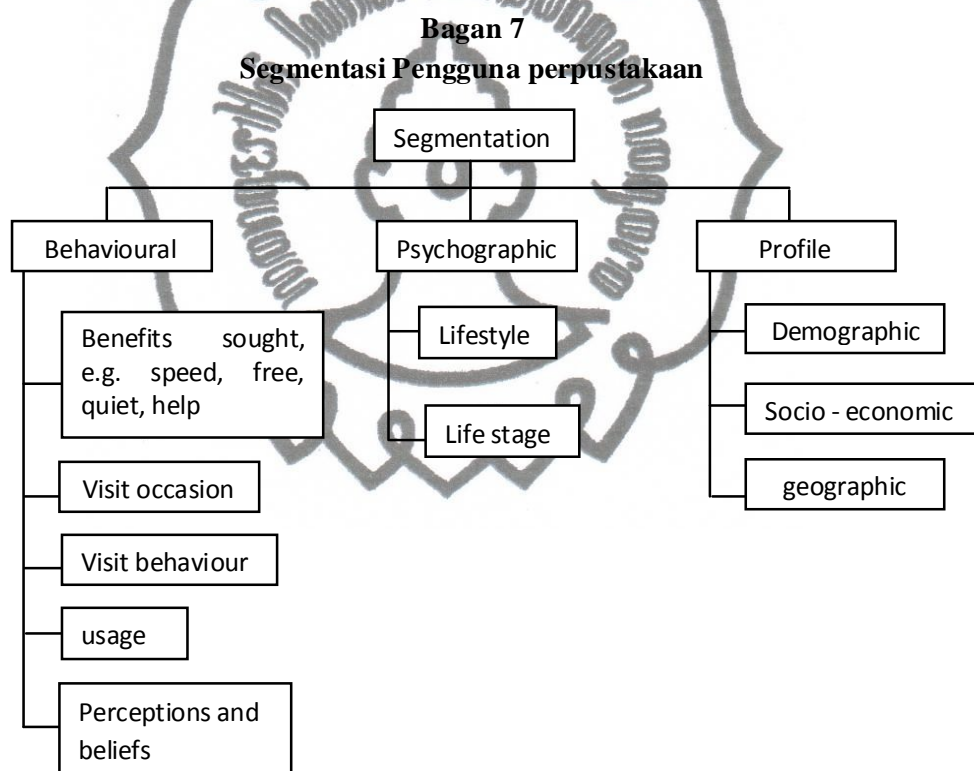 Bagan 7
Segmentasi Pengguna perpustakaan
Segmentation
Behavioural
Psychographic
Profile
Benefits sought,
e.g. speed, free,
quiet, help
Visit occasion
Visit behaviour
usage
Perceptions and
beliefs
Lifestyle
Life stage
Demographic
Socio - economic
geographic